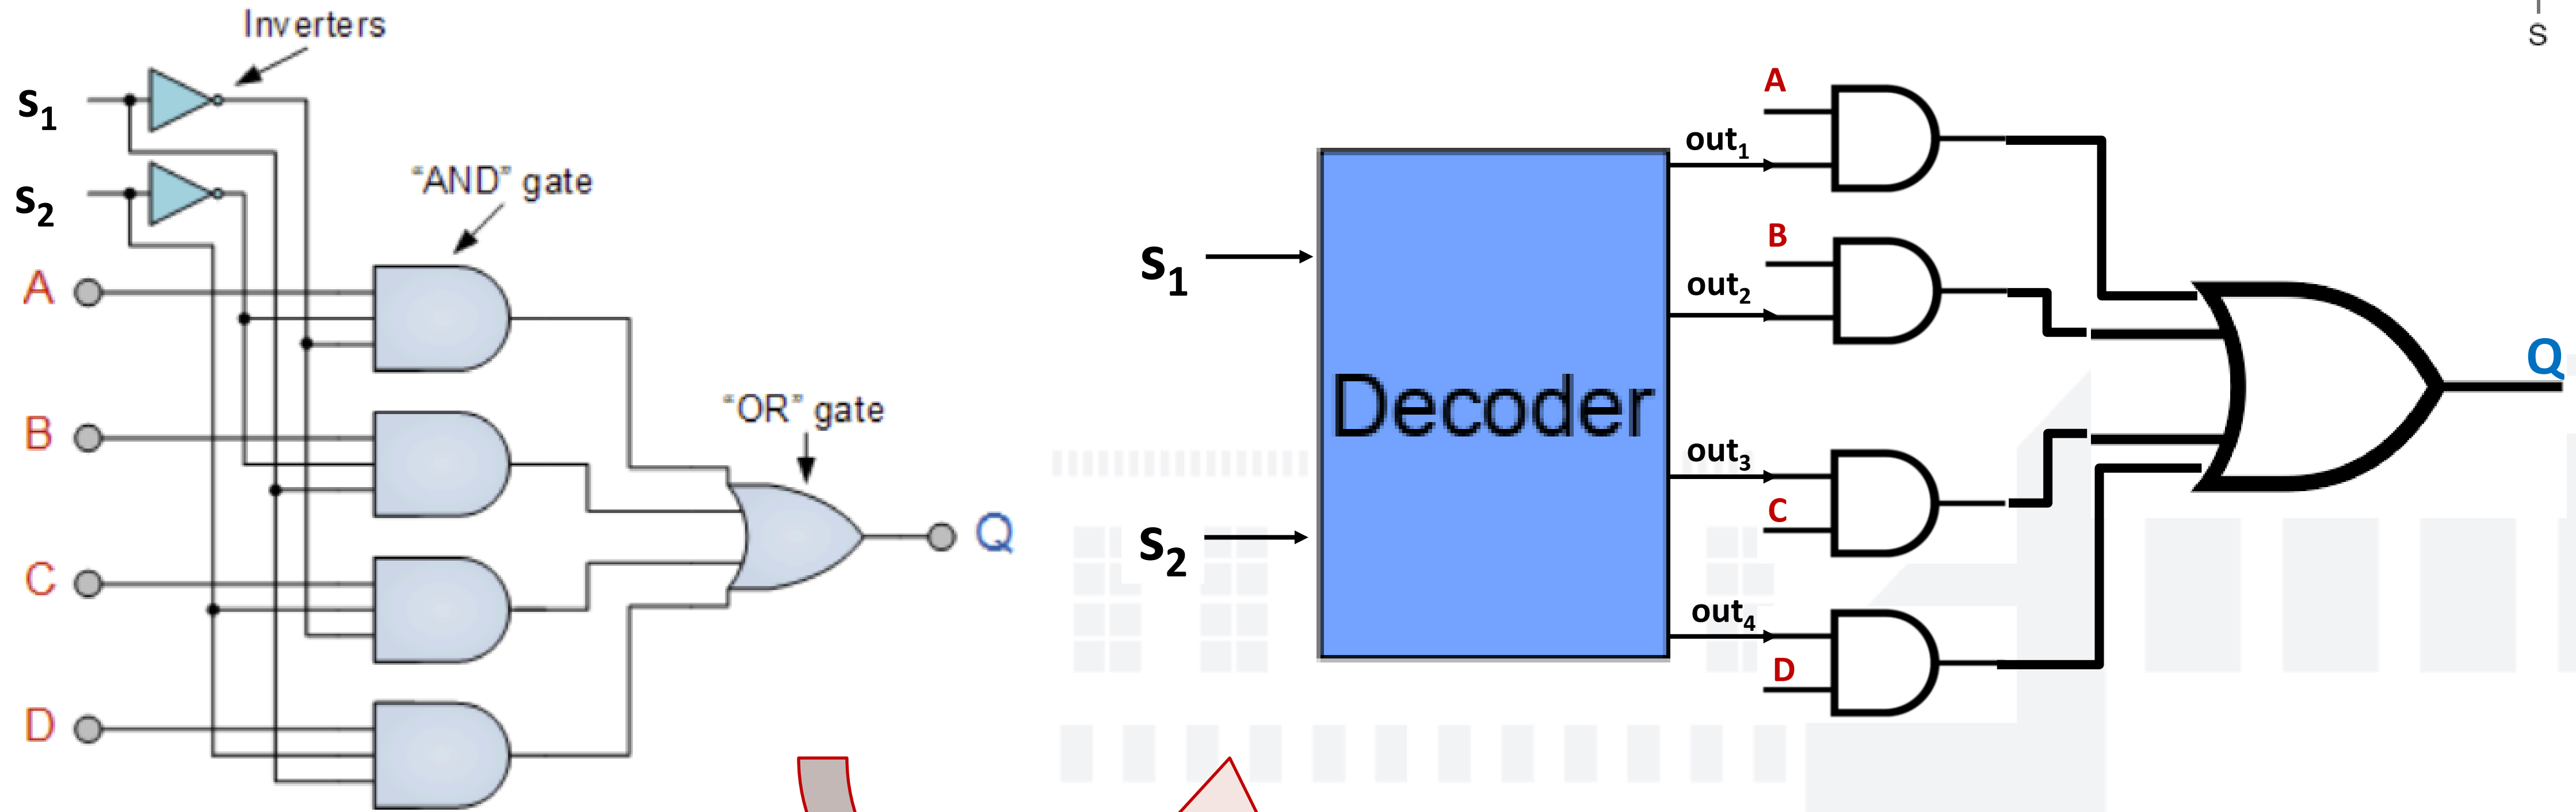 Inverters
S₁
S₂
"AND" gate
A
B
"OR" gate
C
Q
D
S
A
out₁
B
S₁
out₂
Decoder
Q
out₃
C
S₂
out₄
D